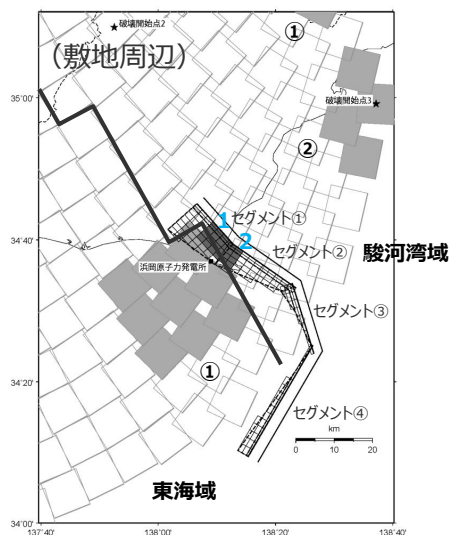 破壊開始点2
①
（敷地周辺）
35°00'
破壊開始点3
②
1
セグメント①
2
34°40'
セグメント②
駿河湾域
浜岡原子力発電所
セグメント③
34°20'
①
セグメント④
km
0 10 20
東海域
34°00'
137°40' 138°00' 138°20' 138°40'